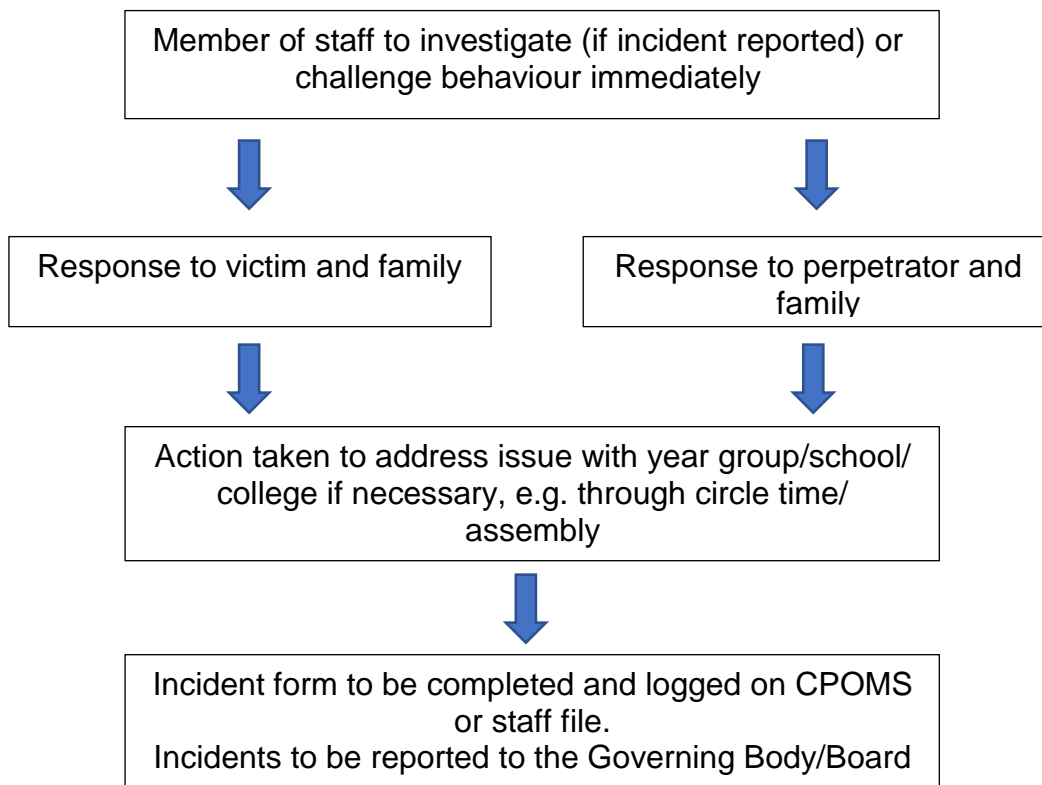 Member of staff to investigate (if incident reported) or
challenge behaviour immediately
Response to victim and family
Response to perpetrator and
family
Action taken to address issue with year group/school/
college if necessary, e.g. through circle time/
assembly
Incident form to be completed and logged on CPOMS
or staff file.
Incidents to be reported to the Governing Body/Board